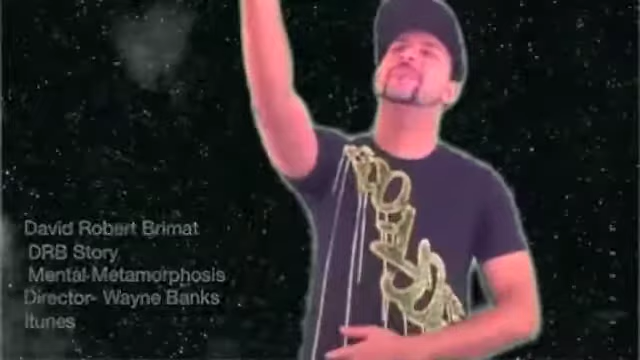 David Robert Brimat
DRB Story
Mental-Metamorphosis
Director- Wayne Banks
Itunes